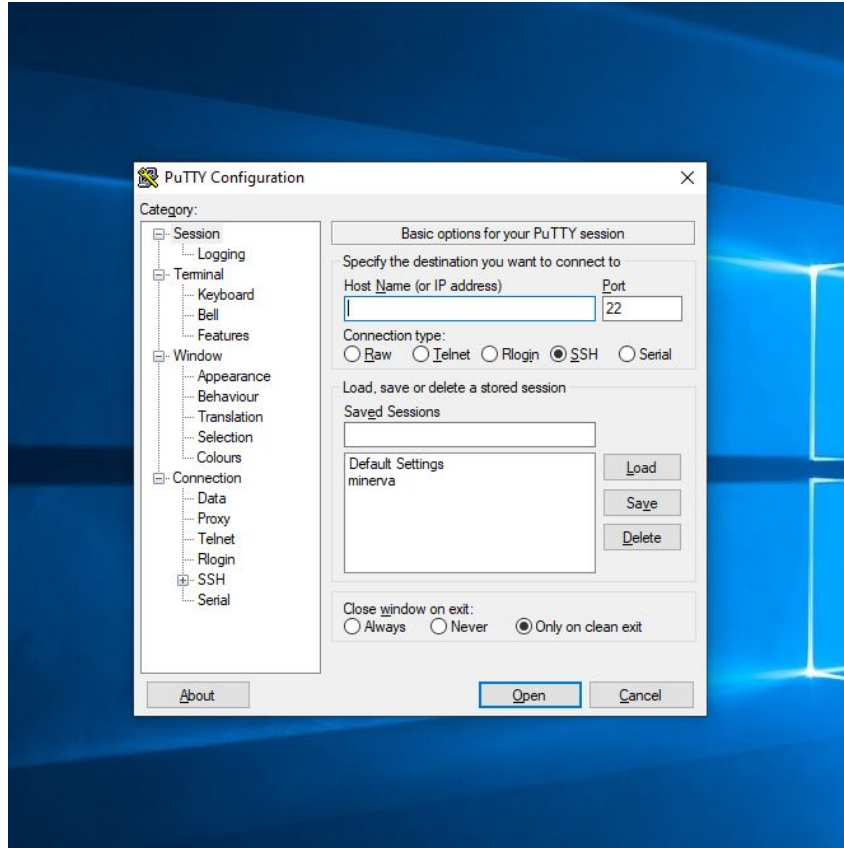 PuTTY Configuration
Category:
Session
Logging
Terminal
Keyboard
Bell
Features
Window
Appearance
Behaviour
Translation
Selection
Colours
Connection
Data
Proxy
Telnet
Rlogin
SSH
Serial
Basic options for your PuTTY session
Specify the destination you want to connect to
Host Name (or IP address) Port
22
Connection type:
Raw Telnet Rlogin SSH Serial
Load, save or delete a stored session
Saved Sessions
Default Settings
minerva
Load
Save
Delete
Close window on exit:
Always Never Only on clean exit
About Open Cancel